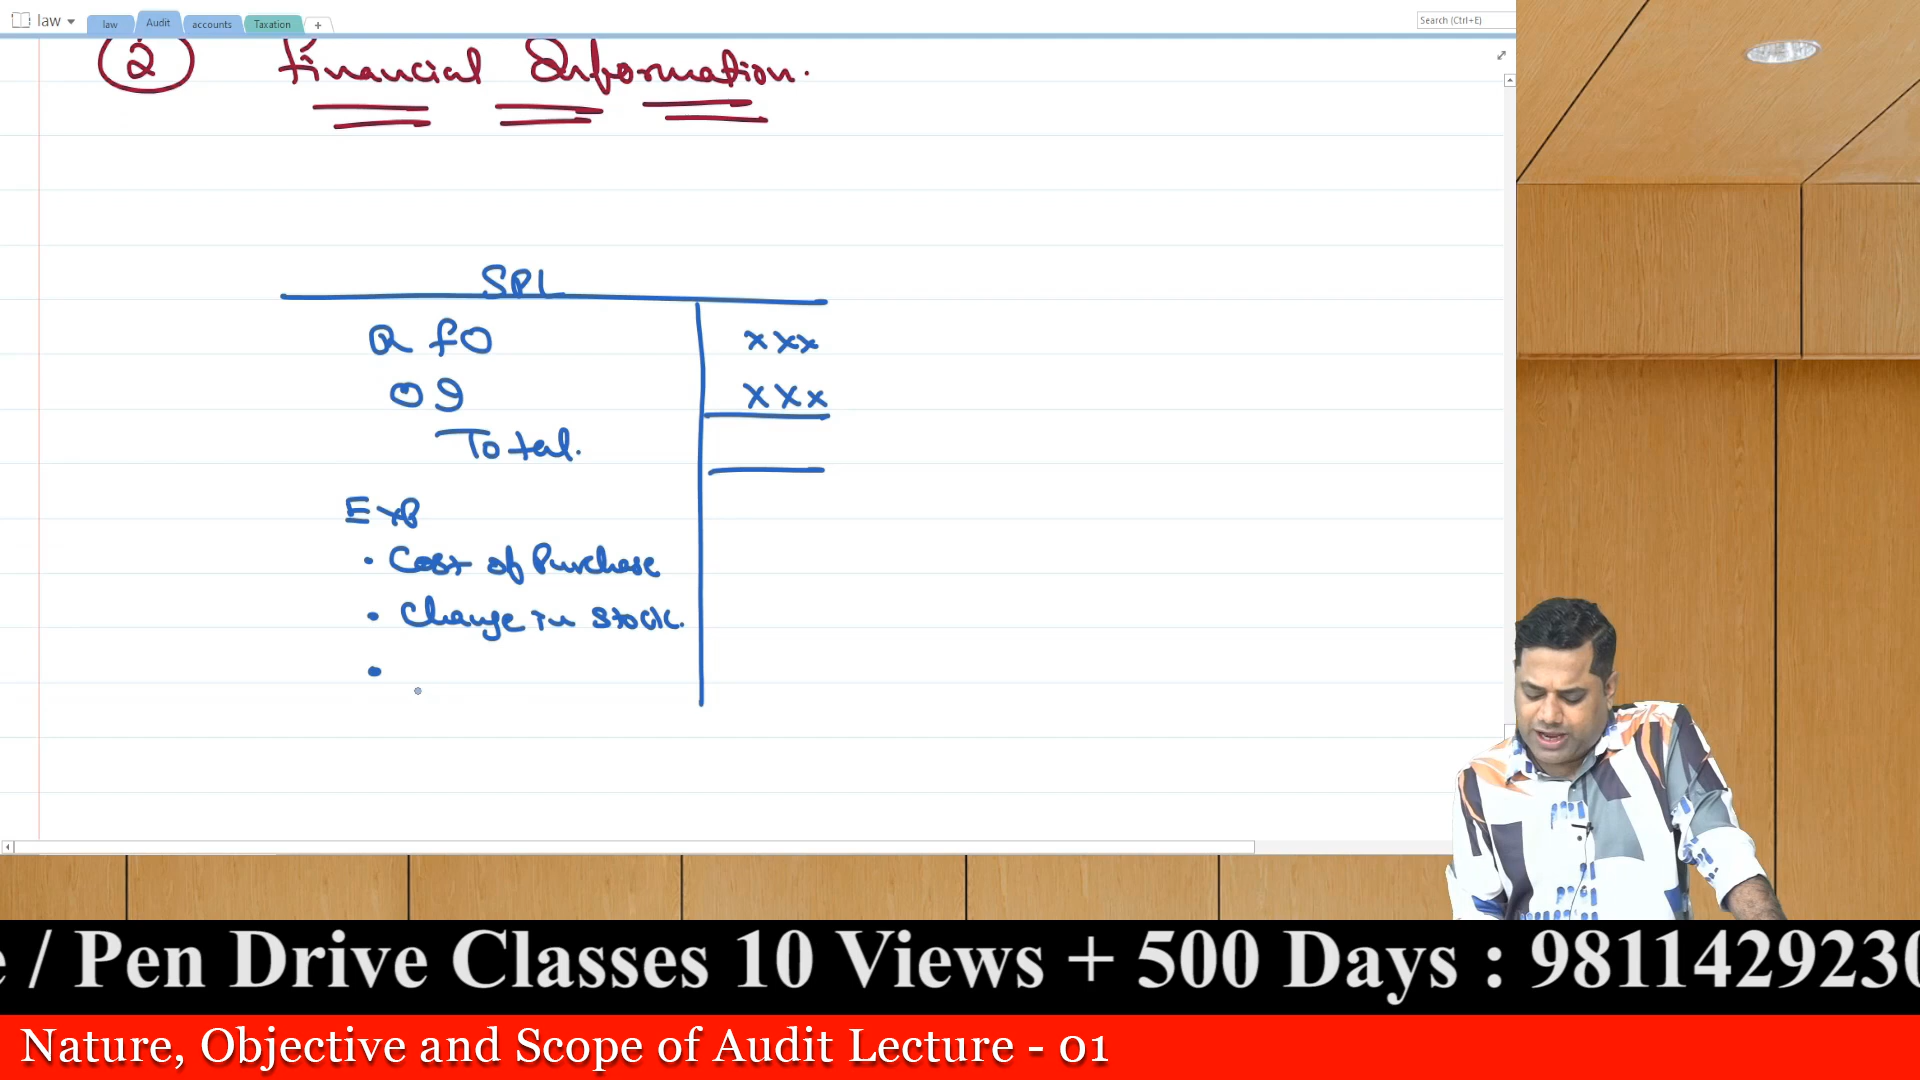 law
law Audit accounts Taxation +
Search (Ctrl+E)
2 Financial Information.
SPL
R fO xxx
OI xxx
Total.
Exp
• Cost of Purchase
• Change in Stock.
•
e / Pen Drive Classes 10 Views + 500 Days : 9811429230
Nature, Objective and Scope of Audit Lecture - 01